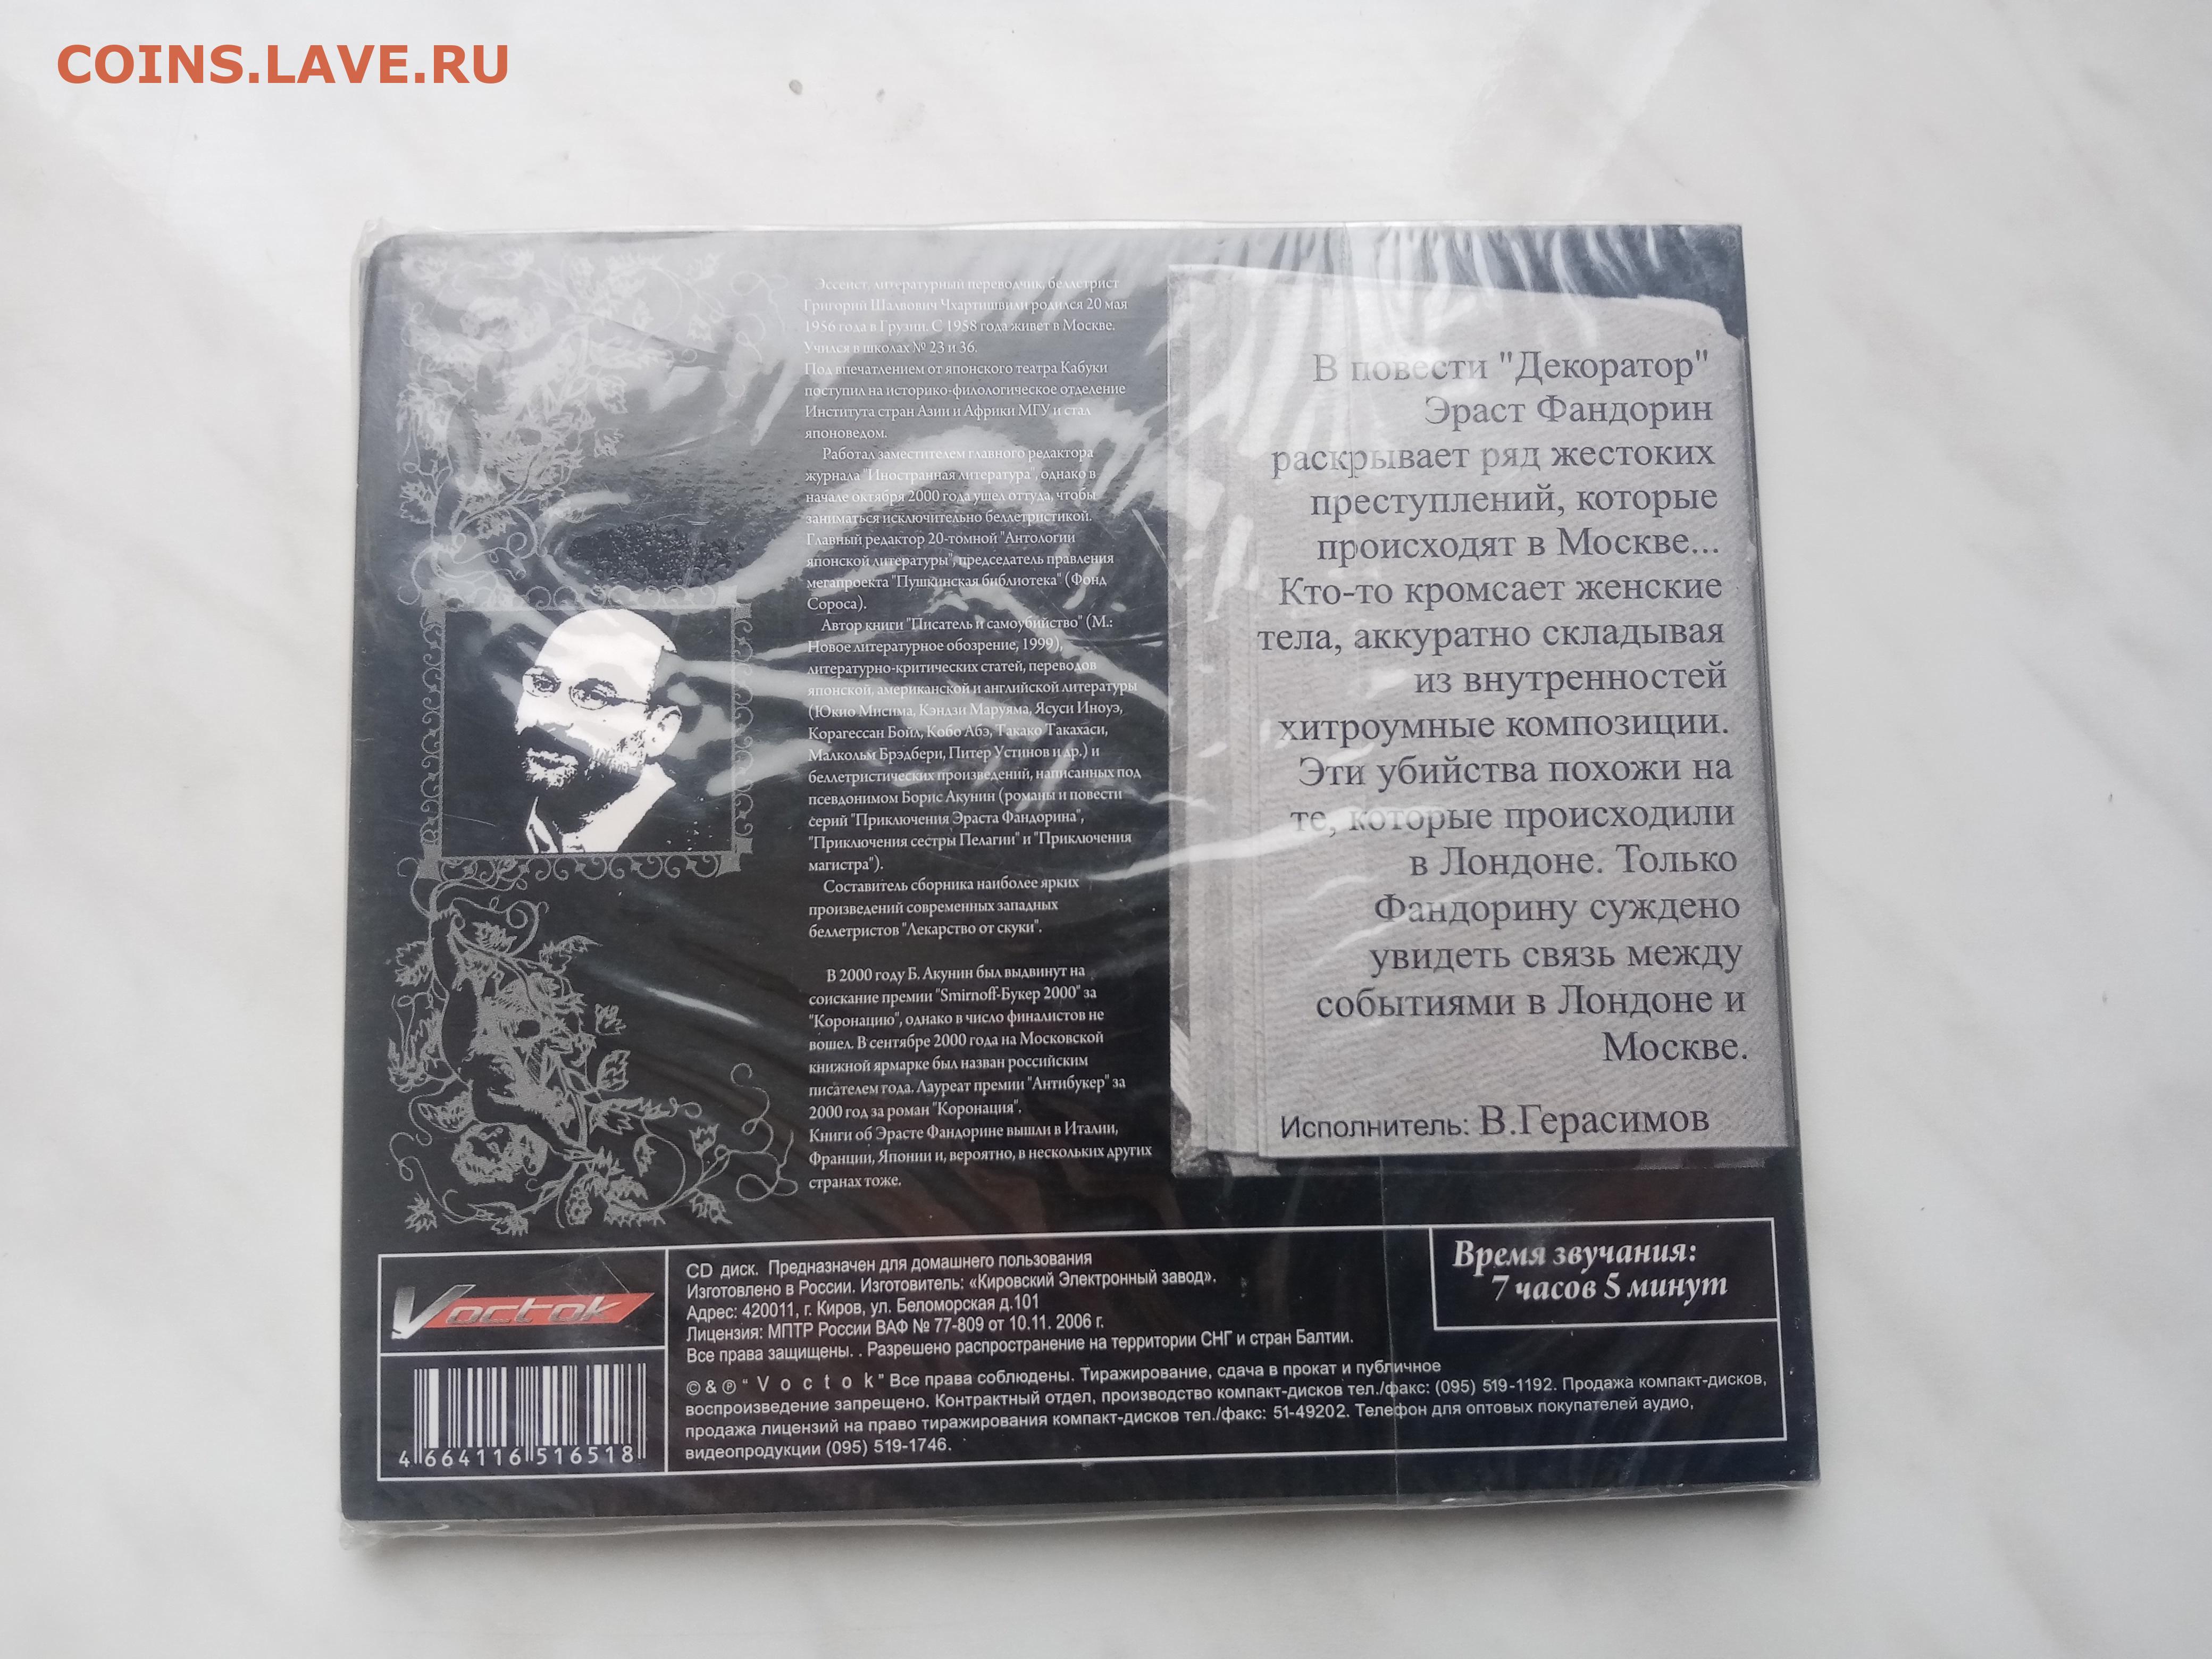 COINS.LAVE.RU
Эссеист, литературный переводчик, беллетрист
Григорий Шалвович Чхартишвили родился 20 мая
1956 года в Грузии. С 1958 года живет в Москве.
Учился в школах № 23 и 36.
Под впечатлением от японского театра Кабуки
поступил на историко-филологическое отделение
Института стран Азии и Африки МГУ и стал
японоведом.
Работал заместителем главного редактора
журнала "Иностранная литература", однако в
начале октября 2000 года ушел оттуда, чтобы
заниматься исключительно беллетристикой.
Главный редактор 20-томной "Антологии
японской литературы", председатель правления
мегапроекта "Пушкинская библиотека" (Фонд
Сороса).
Автор книги "Писатель и самоубийство" (М.:
Новое литературное обозрение, 1999),
литературно-критических статей, переводов
японской, американской и английской литературы
(Юкио Мисима, Кэндзи Маруяма, Ясуси Иноуэ,
Корагессан Бойл, Кобо Абэ, Такако Такахаси,
Малкольм Брэдбери, Питер Устинов и др.) и
беллетристических произведений, написанных под
псевдонимом Борис Акунин (романы и повести
серий "Приключения Эраста Фандорина",
"Приключения сестры Пелагии" и "Приключения
магистра").
Составитель сборника наиболее ярких
произведений современных западных
беллетристов "Лекарство от скуки".
В 2000 году Б. Акунин был выдвинут на
соискание премии "Smirnoff-Букер 2000" за
"Коронацию", однако в число финалистов не
вошел. В сентябре 2000 года на Московской
книжной ярмарке был назван российским
писателем года. Лауреат премии "Антибукер" за
2000 год за роман "Коронация".
Книги об Эрасте Фандорине вышли в Италии,
Франции, Японии и, вероятно, в нескольких других
странах тоже.
В повести "Декоратор"
Эраст Фандорин
раскрывает ряд жестоких
преступлений, которые
происходят в Москве...
Кто-то кромсает женские
тела, аккуратно складывая
из внутренностей
хитроумные композиции.
Эти убийства похожи на
те, которые происходили
в Лондоне. Только
Фандорину суждено
увидеть связь между
событиями в Лондоне и
Москве.
Исполнитель: В.Герасимов
Voctok
4 664116 516518
CD диск. Предназначен для домашнего пользования
Изготовлено в России. Изготовитель: «Кировский Электронный завод».
Адрес: 420011, г. Киров, ул. Беломорская д.101
Лицензия: МПТР России ВАФ № 77-809 от 10.11. 2006 г.
Все права защищены. . Разрешено распространение на территории СНГ и стран Балтии.
© & ℗ " V o c t o k " Все права соблюдены. Тиражирование, сдача в прокат и публичное
воспроизведение запрещено. Контрактный отдел, производство компакт-дисков тел./факс: (095) 519-1192. Продажа компакт-дисков,
продажа лицензий на право тиражирования компакт-дисков тел./факс: 51-49202. Телефон для оптовых покупателей аудио,
видеопродукции (095) 519-1746.
Время звучания:
7 часов 5 минут